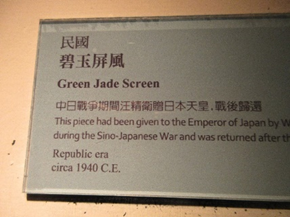 民國
碧玉屏風
Green Jade Screen
中日戰爭期間汪精衛贈日本天皇，戰後歸還
This piece had been given to the Emperor of Japan by W
during the Sino-Japanese War and was returned after th
Republic era
circa 1940 C.E.